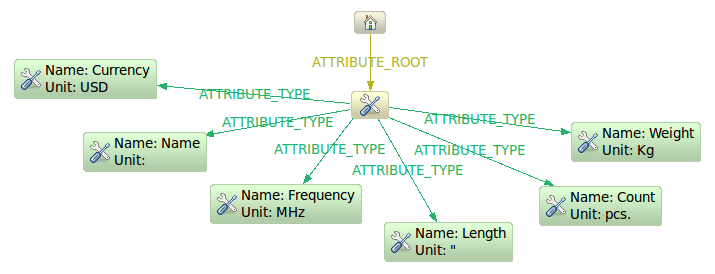 ATTRIBUTE_ROOT
Name: Currency
Unit: USD
ATTRIBUTE_TYPE
ATTRIBUTE_TYPE
ATTRIBUTE_TYPE
Name: Name
Unit:
Name: Weight
Unit: Kg
ATTRIBUTE_TYPE
ATTRIBUTE_TYPE
ATTRIBUTE_TYPE
Name: Frequency
Unit: MHz
Name: Count
Unit: pcs.
Name: Length
Unit: "